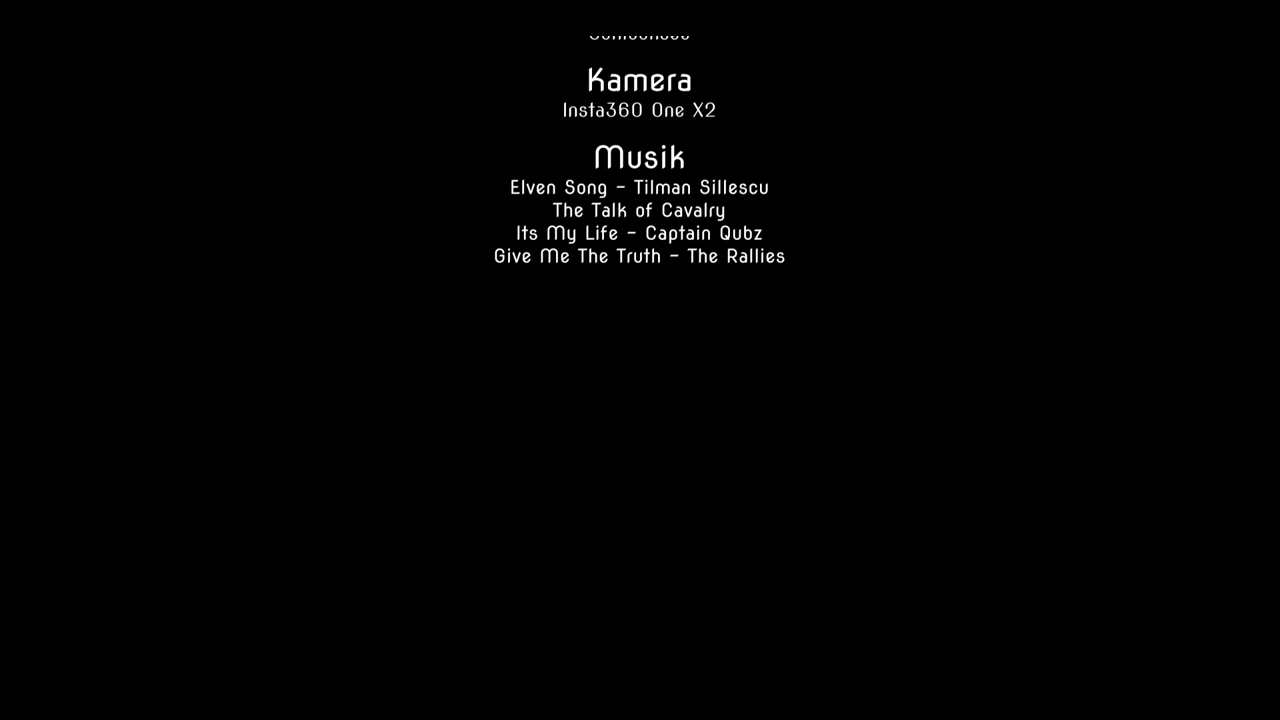 Kamera
Insta360 One X2
Musik
Elven Song - Tilman Sillescu
The Talk of Cavalry
Its My Life - Captain Qubz
Give Me The Truth - The Rallies